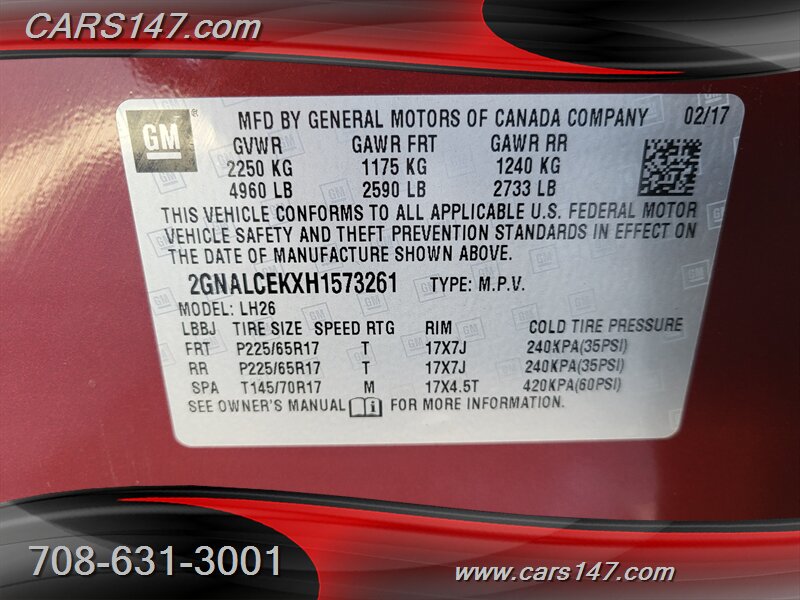 CARS147.com
GM MFD BY GENERAL MOTORS OF CANADA COMPANY 02/17
GVWR GAWR FRT GAWR RR
2250 KG 1175 KG 1240 KG
4960 LB 2590 LB 2733 LB
THIS VEHICLE CONFORMS TO ALL APPLICABLE U.S. FEDERAL MOTOR
VEHICLE SAFETY AND THEFT PREVENTION STANDARDS IN EFFECT ON
THE DATE OF MANUFACTURE SHOWN ABOVE.
2GNALCEKXH1573261 TYPE: M.P.V.
MODEL: LH26
LBBJ TIRE SIZE SPEED RTG RIM COLD TIRE PRESSURE
FRT P225/65R17 T 17X7J 240KPA(35PSI)
RR P225/65R17 T 17X7J 240KPA(35PSI)
SPA T145/70R17 M 17X4.5T 420KPA(60PSI)
SEE OWNER'S MANUAL FOR MORE INFORMATION.
708-631-3001
www.cars147.com